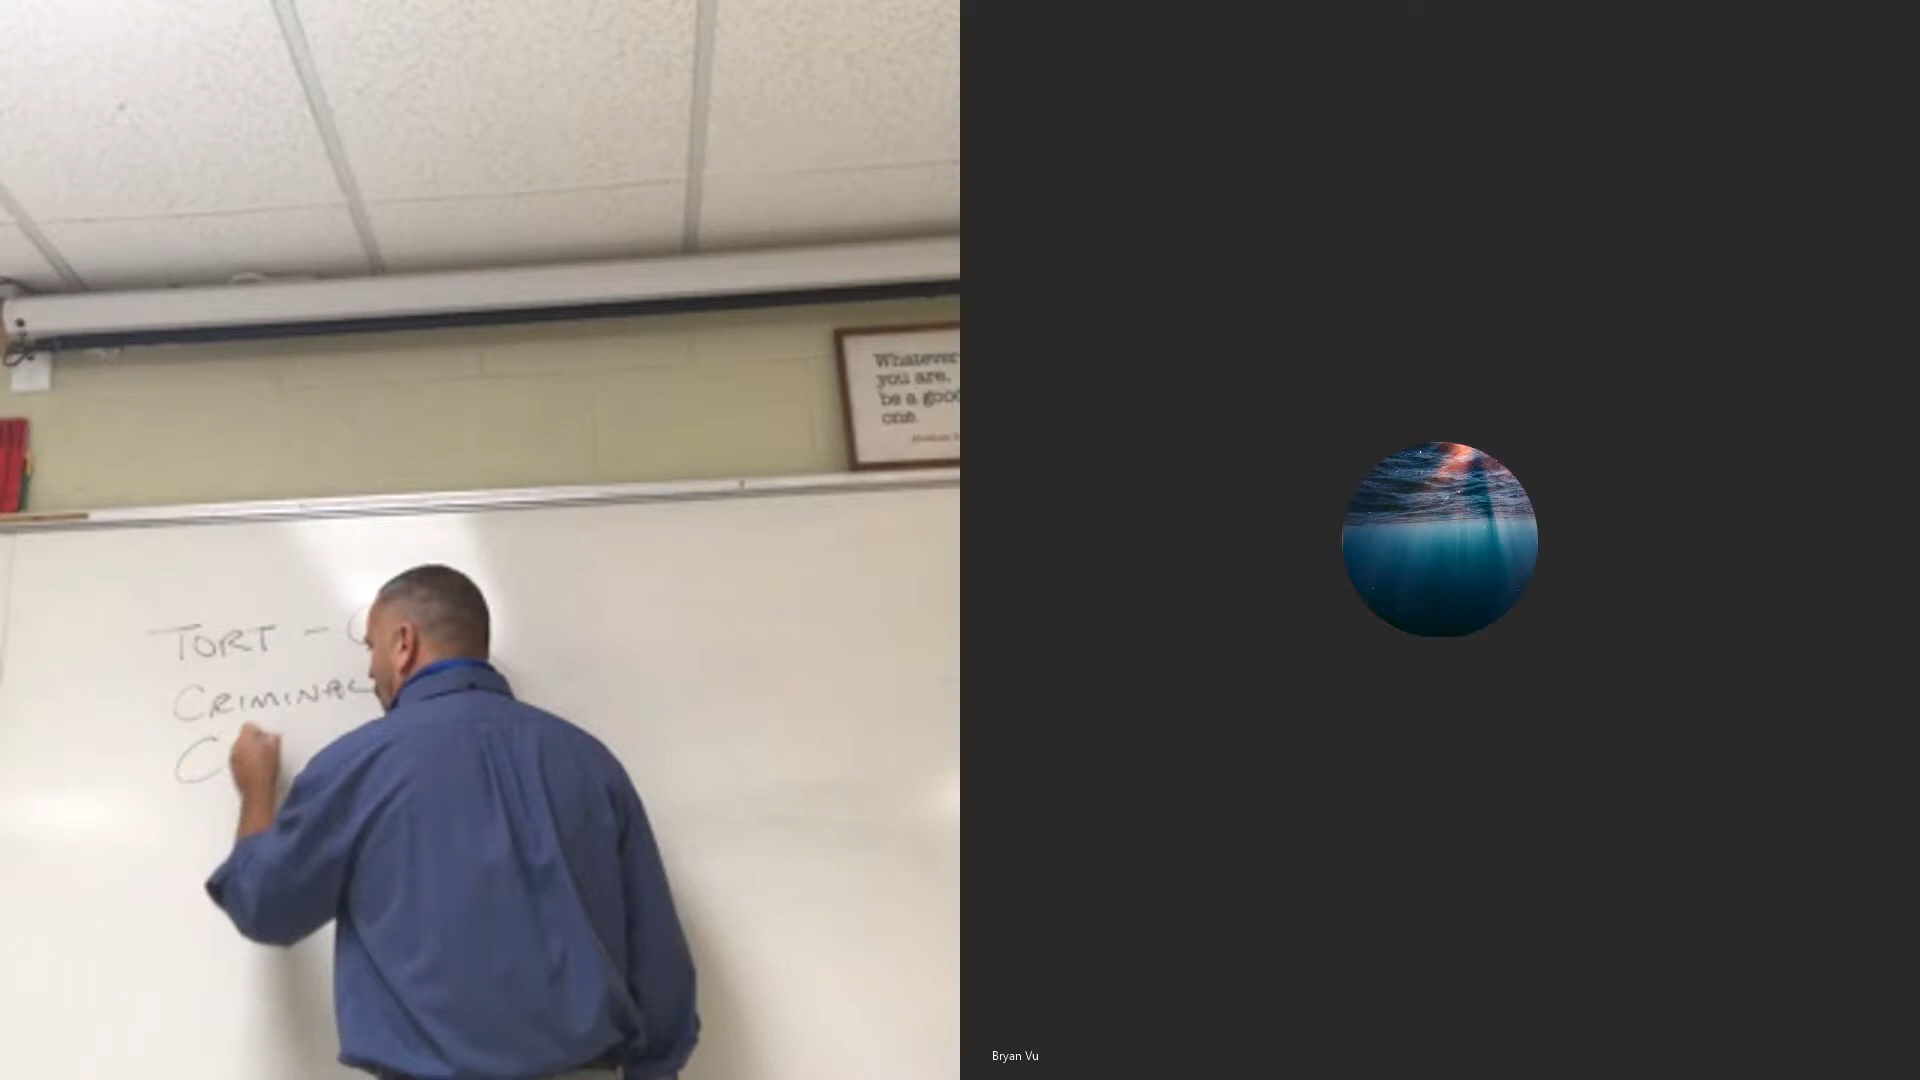 Whatever
you are,
be a good
one.
TORT - C
CRIMINAL
C
Bryan Vu